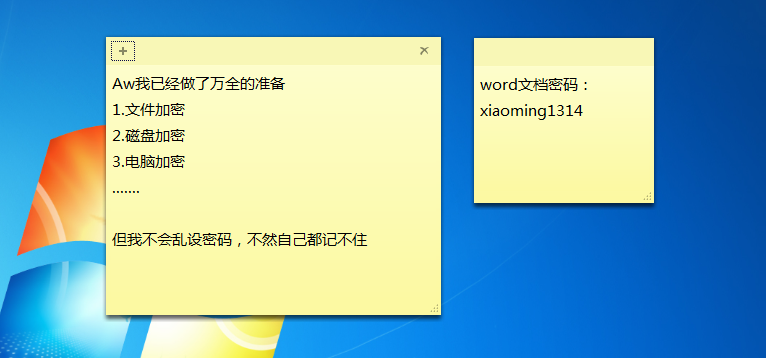 Aw我已经做了万全的准备
1.文件加密
2.磁盘加密
3.电脑加密
.......
但我不会乱设密码，不然自己都记不住
word文档密码：
xiaoming1314